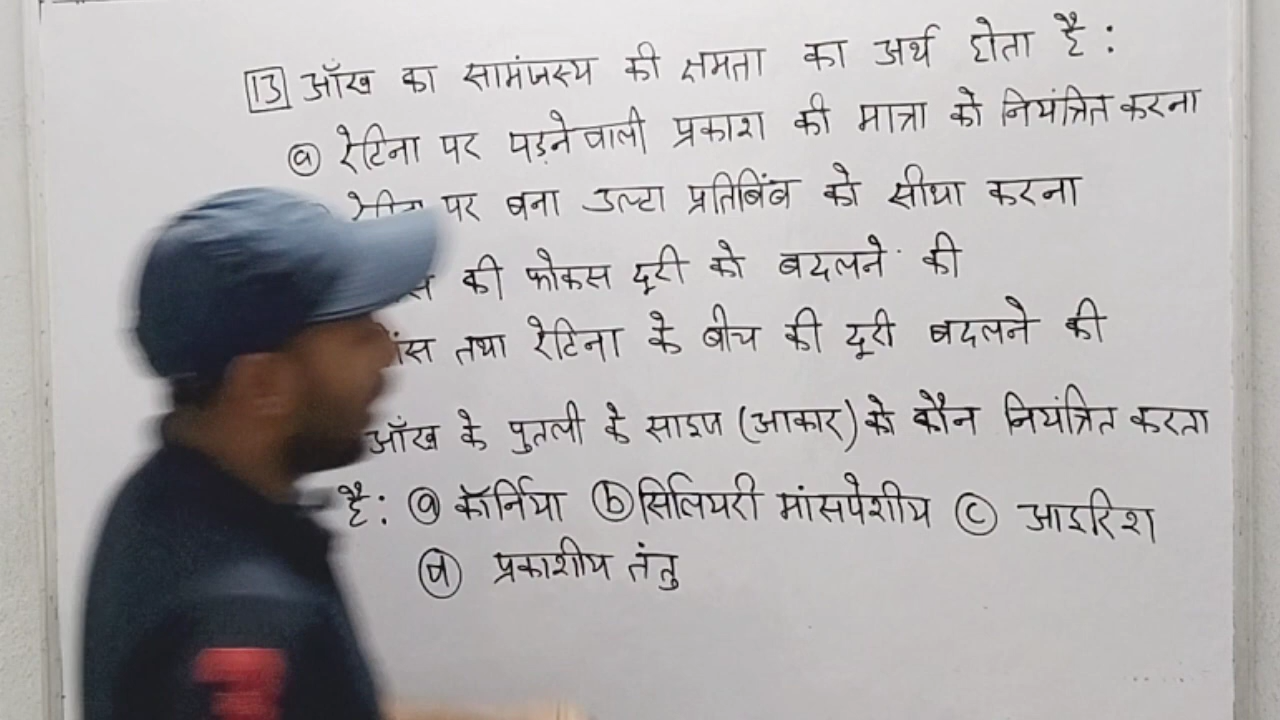 13 आँख का सामंजस्य की क्षमता का अर्थ होता है :
ⓐ रेटिना पर पड़ने वाली प्रकाश की मात्रा को नियंत्रित करना
पर बना उल्टा प्रतिबिंब को सीधा करना
की फोकस दूरी को बदलने की
तथा रेटिना के बीच की दूरी बदलने की
आँख के पुतली के साइज (आकार) को कौन नियंत्रित करता
है: ⓐ कॉर्निया ⓑ सिलियरी मांसपेशीय ⓒ आइरिश
ⓓ प्रकाशीय तंतु